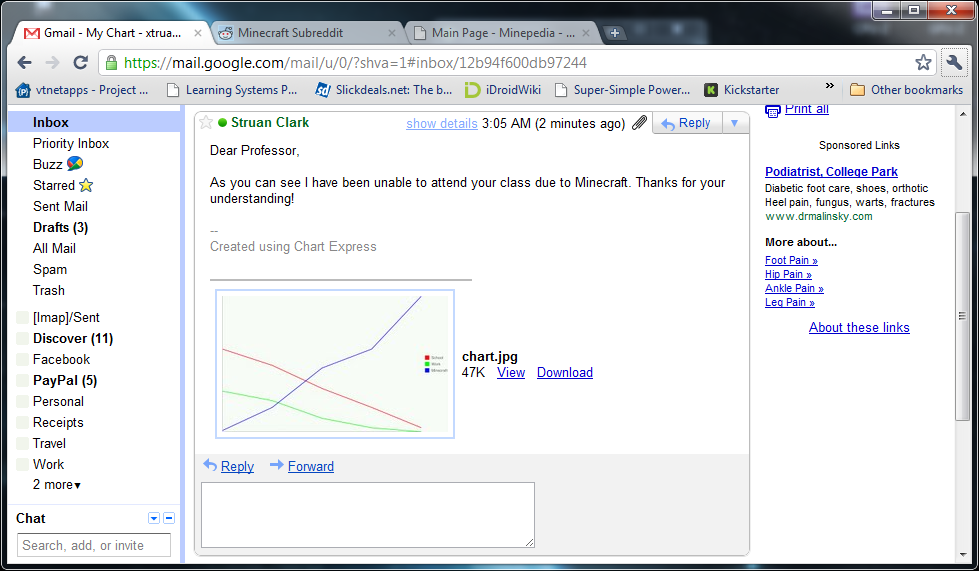 Gmail - My Chart - xtrua...
Minecraft Subreddit
Main Page - Minepedia - ...
https://mail.google.com/mail/u/0/?shva=1#inbox/12b94f600db97244
vtnetapps - Project ...
Learning Systems P...
Slickdeals.net: The b...
iDroidWiki
Super-Simple Power...
Kickstarter
»
Other bookmarks
Inbox
Priority Inbox
Buzz
Starred
Sent Mail
Drafts (3)
All Mail
Spam
Trash
[Imap]/Sent
Discover (11)
Facebook
PayPal (5)
Personal
Receipts
Travel
Work
2 more▾
Chat
Search, add, or invite
Struan Clark
show details 3:05 AM (2 minutes ago)
Reply
Dear Professor,
As you can see I have been unable to attend your class due to Minecraft. Thanks for your
understanding!
--
Created using Chart Express
School
Work
Minecraft
chart.jpg
47K View Download
Reply Forward
Print all
Sponsored Links
Podiatrist, College Park
Diabetic foot care, shoes, orthotic
Heel pain, fungus, warts, fractures
www.drmalinsky.com
More about...
Foot Pain »
Hip Pain »
Ankle Pain »
Leg Pain »
About these links